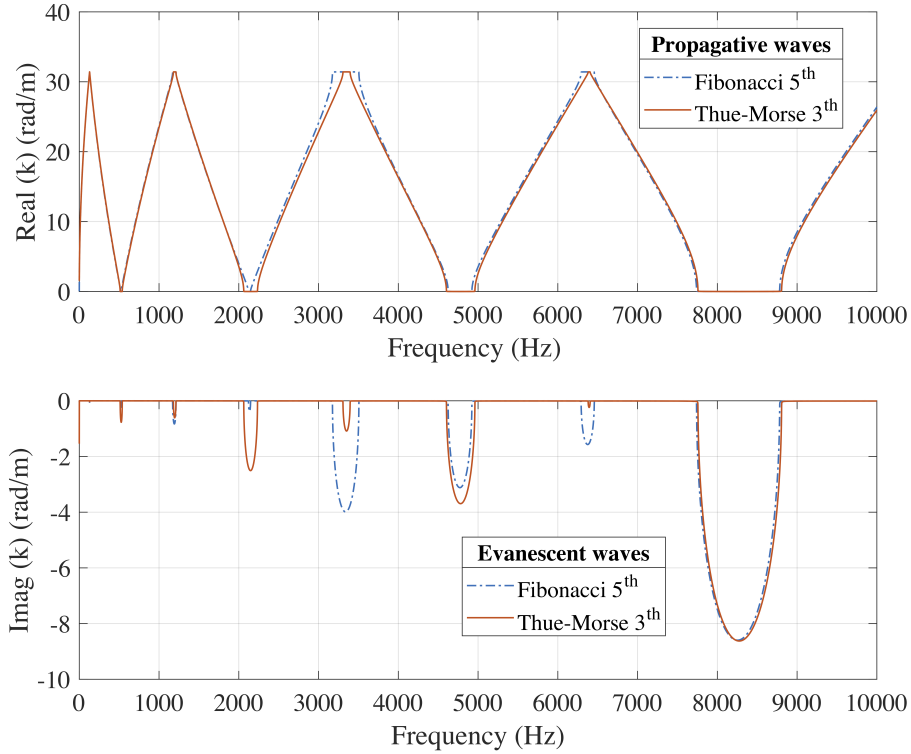 40
30
20
10
0
Real (k) (rad/m)
Propagative waves
Fibonacci 5th
Thue-Morse 3th
0 1000 2000 3000 4000 5000 6000 7000 8000 9000 10000
Frequency (Hz)
0
-2
-4
-6
-8
-10
Imag (k) (rad/m)
Evanescent waves
Fibonacci 5th
Thue-Morse 3th
0 1000 2000 3000 4000 5000 6000 7000 8000 9000 10000
Frequency (Hz)